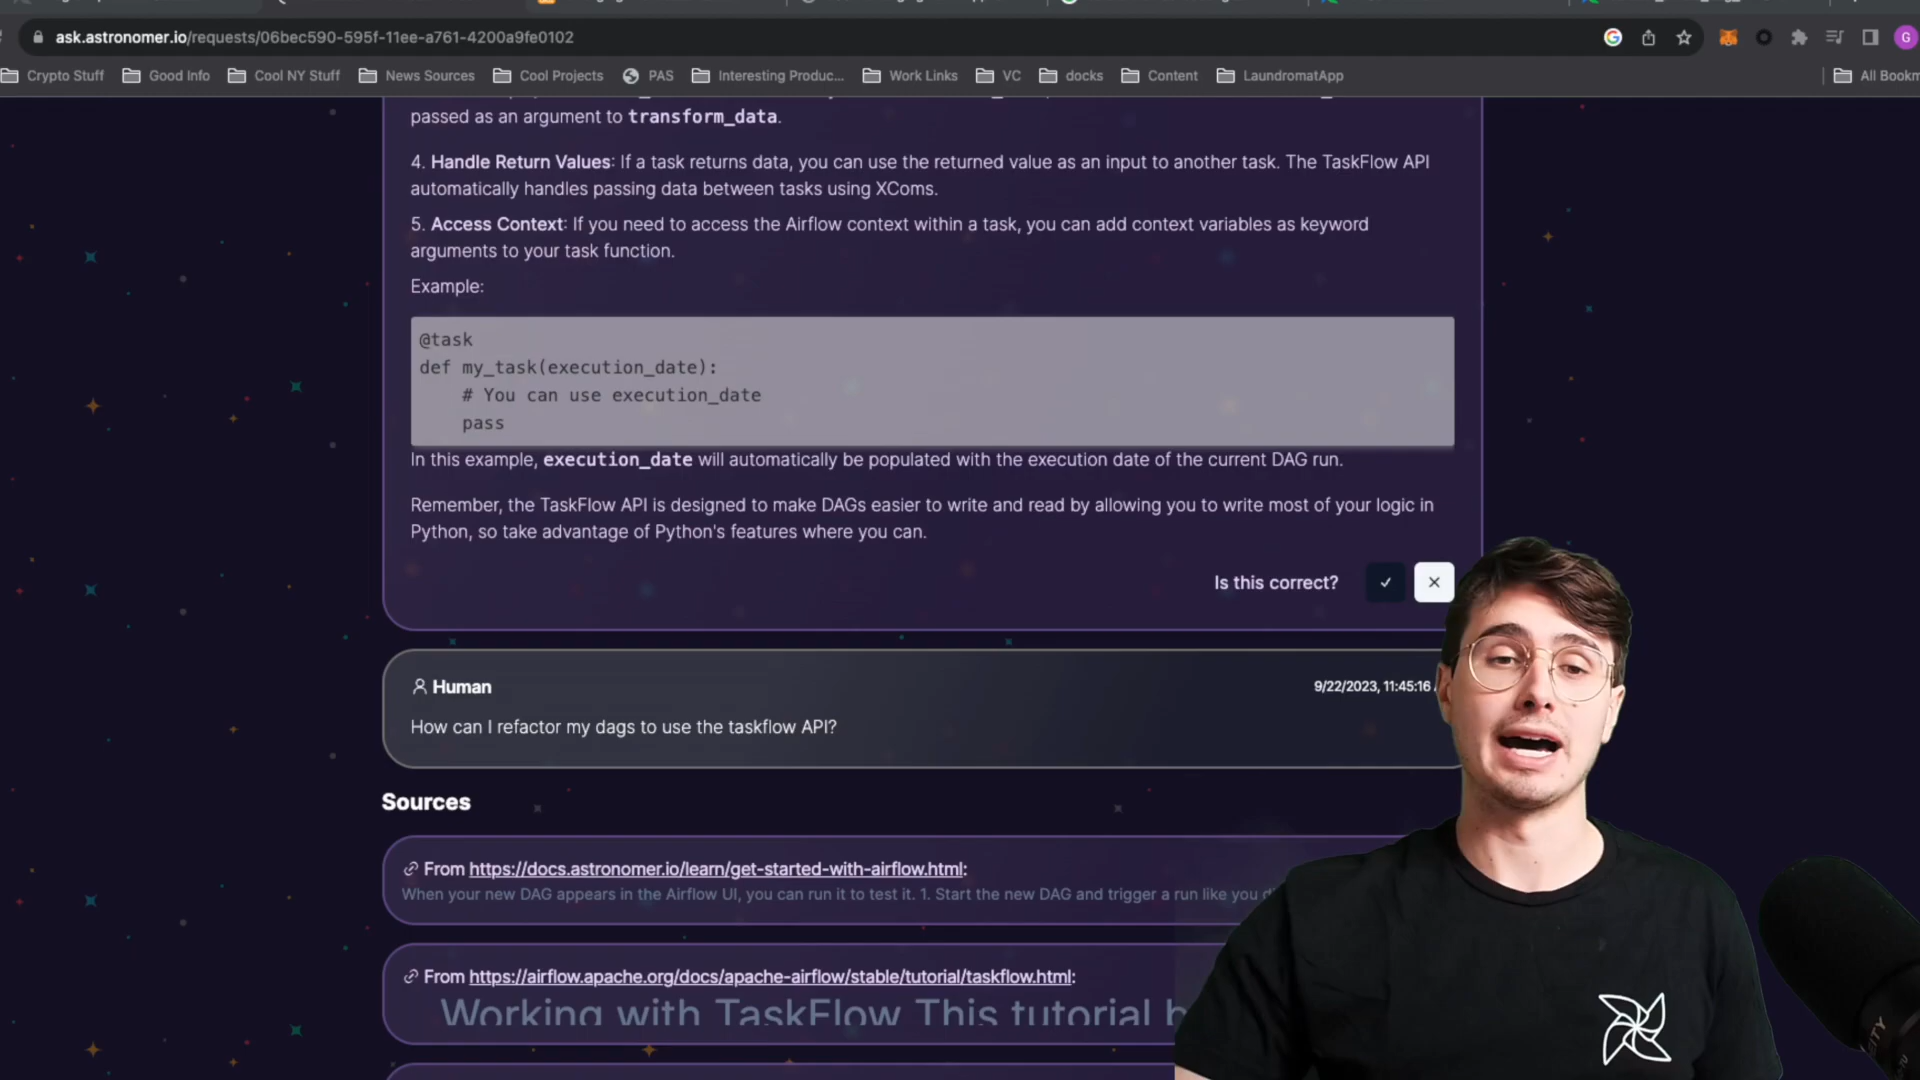 ask.astronomer.io/requests/06bec590-595f-11ee-a761-4200a9fe0102
G
Crypto Stuff
Good Info
Cool NY Stuff
News Sources
Cool Projects
PAS
Interesting Produc...
Work Links
VC
docks
Content
LaundromatApp
All Bookm
passed as an argument to transform_data.
4. Handle Return Values: If a task returns data, you can use the returned value as an input to another task. The TaskFlow API
automatically handles passing data between tasks using XComs.
5. Access Context: If you need to access the Airflow context within a task, you can add context variables as keyword
arguments to your task function.
Example:
@task
def my_task(execution_date):
# You can use execution_date
pass
In this example, execution_date will automatically be populated with the execution date of the current DAG run.
Remember, the TaskFlow API is designed to make DAGs easier to write and read by allowing you to write most of your logic in
Python, so take advantage of Python's features where you can.
Is this correct?
Human
9/22/2023, 11:45:16
How can I refactor my dags to use the taskflow API?
Sources
From https://docs.astronomer.io/learn/get-started-with-airflow.html:
When your new DAG appears in the Airflow UI, you can run it to test it. 1. Start the new DAG and trigger a run like you d
From https://airflow.apache.org/docs/apache-airflow/stable/tutorial/taskflow.html:
Working with TaskFlow This tutorial b